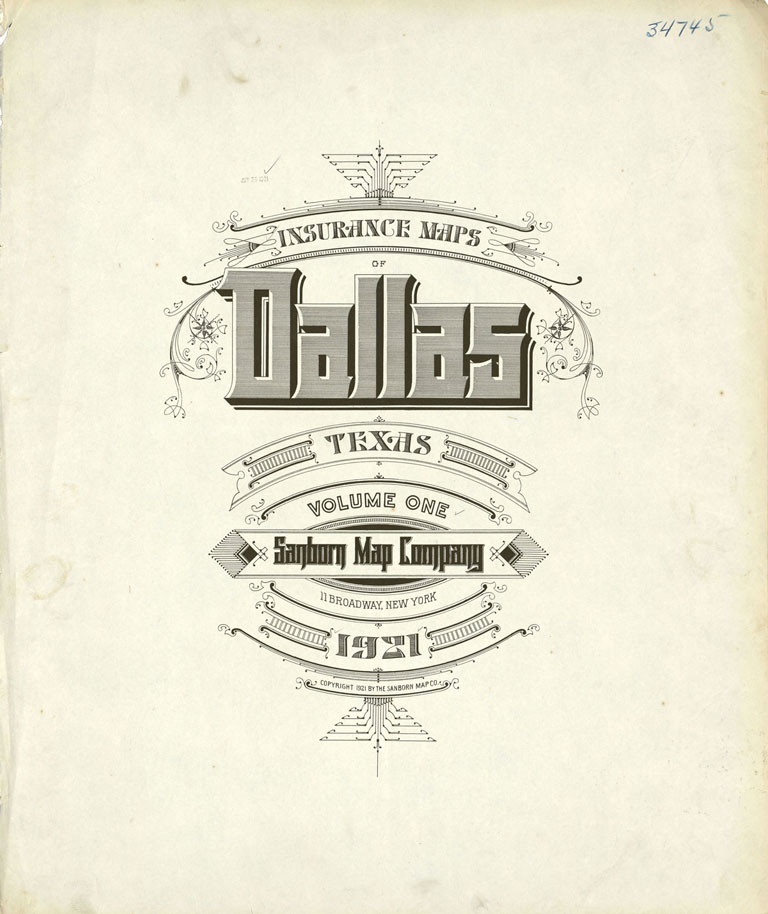 34745
INSURANCE MAPS
OF
Dallas
TEXAS
VOLUME ONE
Sanborn Map Company
11 BROADWAY, NEW YORK
1921
COPYRIGHT 1921 BY THE SANBORN MAP CO.